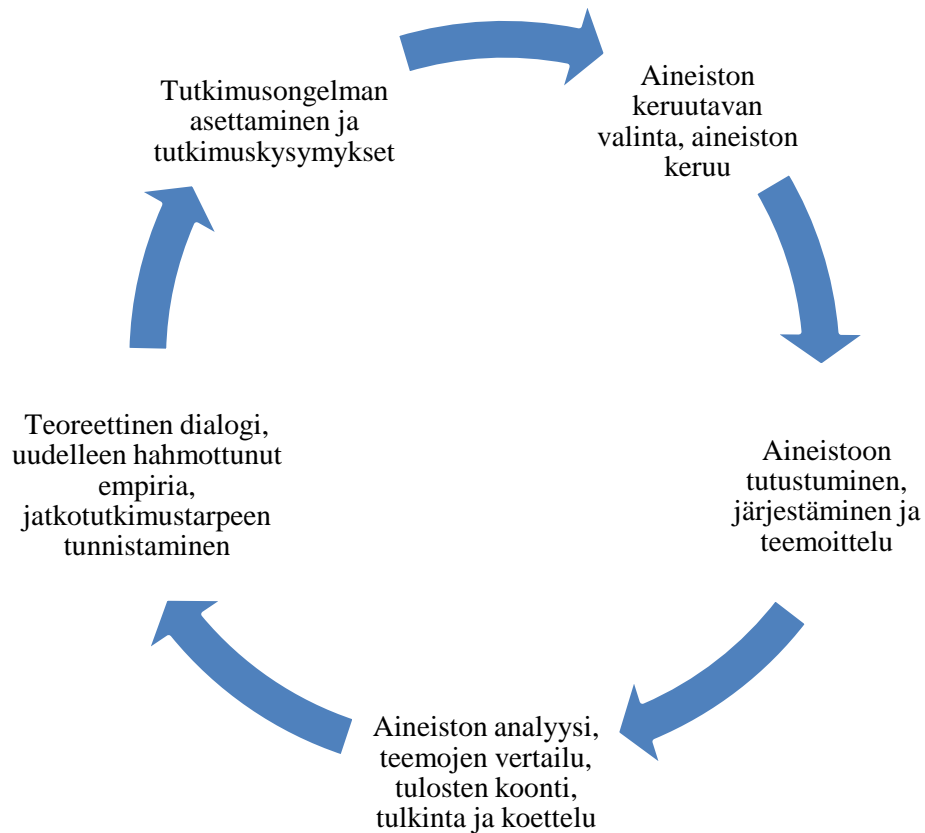 Tutkimusongelman
asettaminen ja
tutkimuskysymykset
Aineiston
keruutavan
valinta, aineiston
keruu
Aineistoon
tutustuminen,
järjestäminen ja
teemoittelu
Aineiston analyysi,
teemojen vertailu,
tulosten koonti,
tulkinta ja koettelu
Teoreettinen dialogi,
uudelleen hahmottunut
empiria,
jatkotutkimustarpeen
tunnistaminen